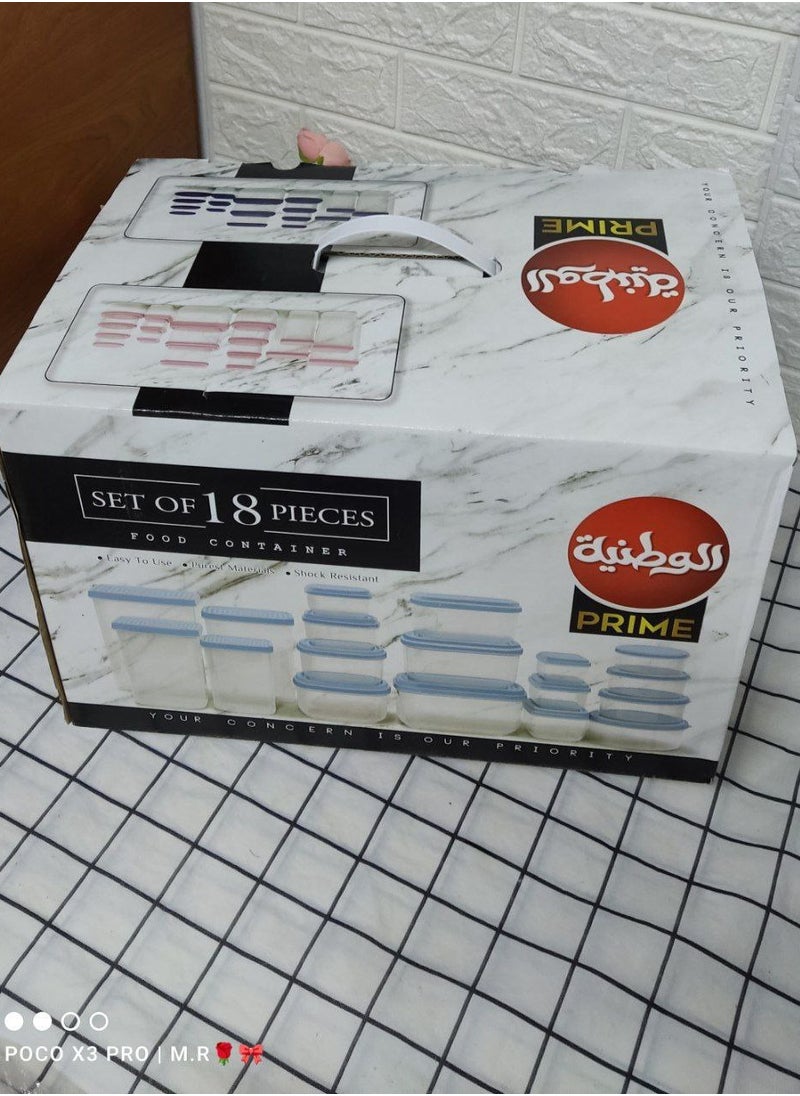 PRIME
الوطنية
YOUR CONCERN IS OUR PRIORITY
SET OF 18 PIECES
FOOD CONTAINER
• Easy To Use • Purest Materials • Shock Resistant
الوطنية
PRIME
YOUR CONCERN IS OUR PRIORITY
POCO X3 PRO | M.R🌹🎀